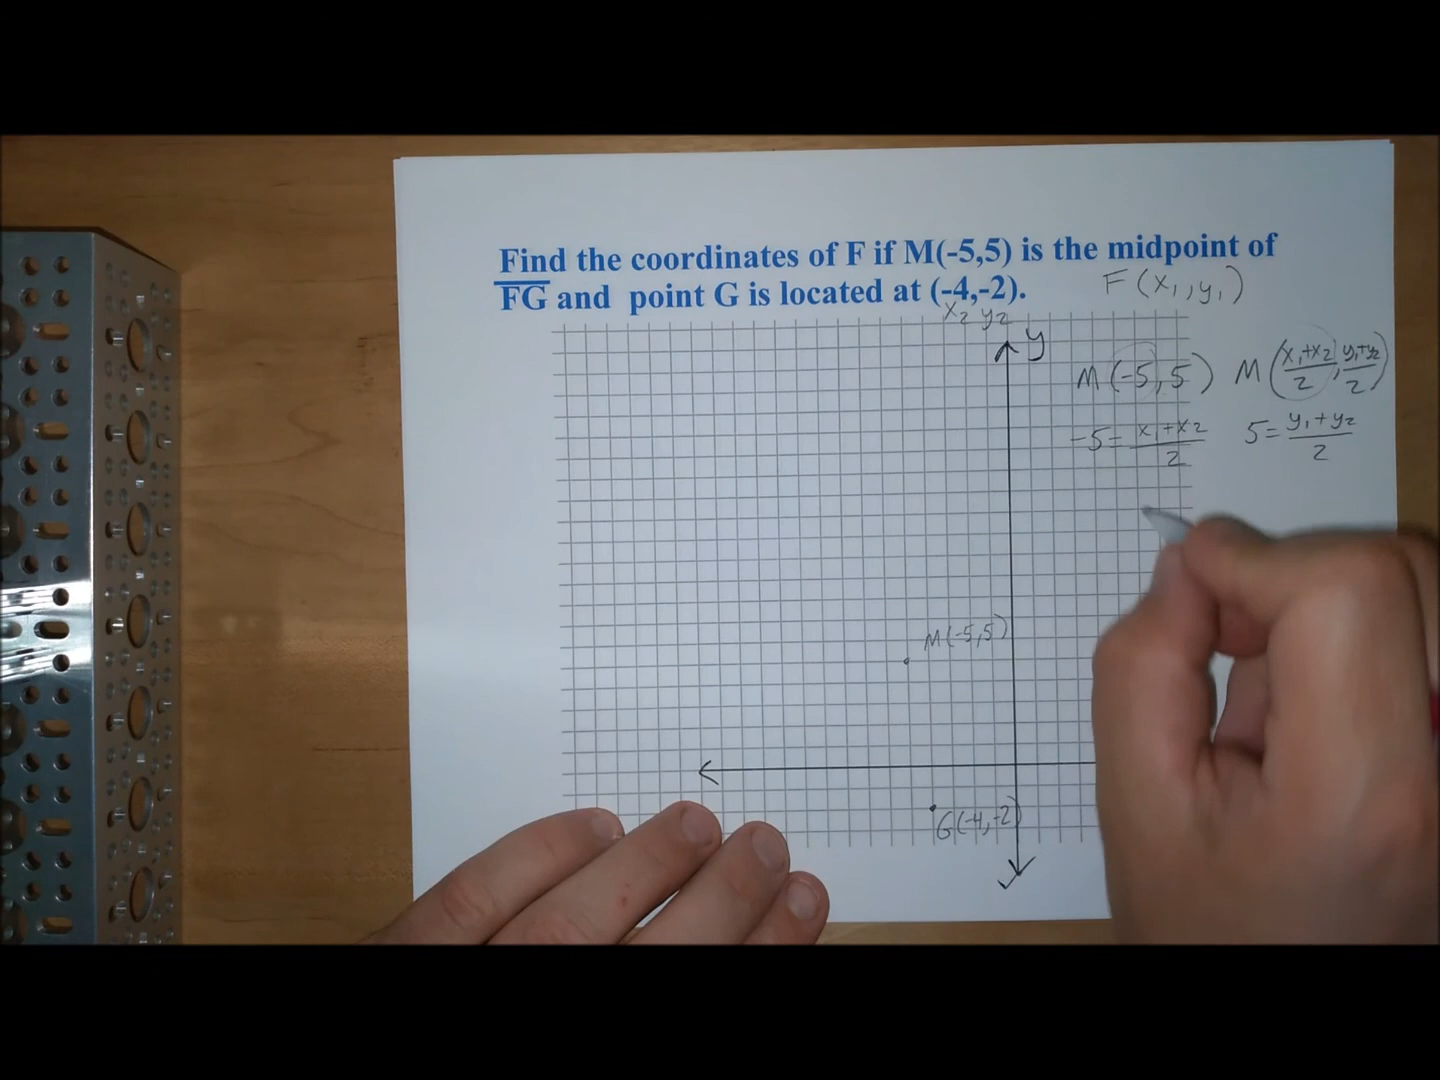 Find the coordinates of F if M(-5,5) is the midpoint of
FG and point G is located at (-4,-2).
F(x₁,y₁)
x₂ y₂
y
M(-5,5) M(x₁+x₂/2, y₁+y₂/2)
-5=x₁+x₂/2 5=y₁+y₂/2
M(-5,5)
G(-4,-2)